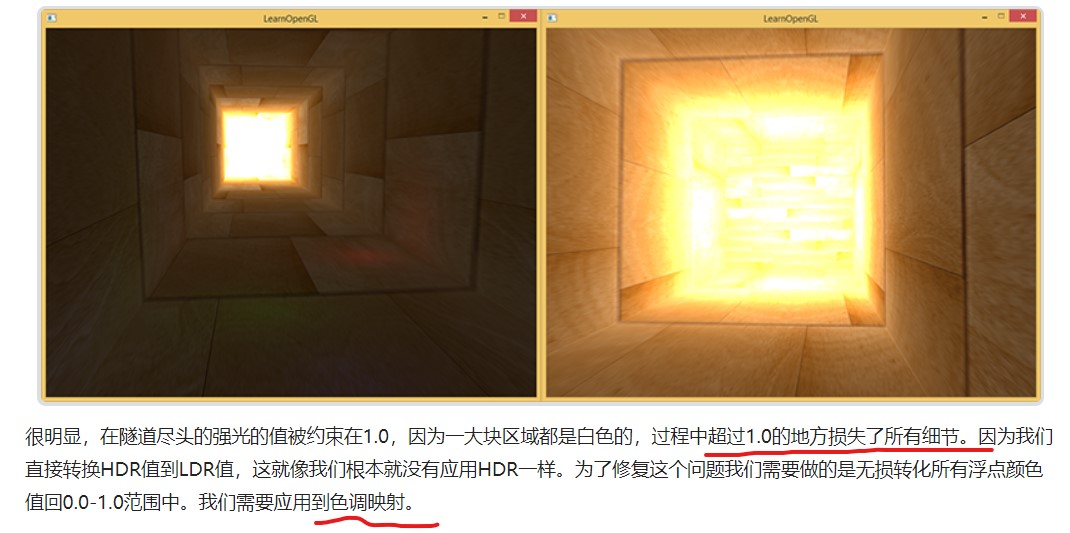 LearnOpenGL
LearnOpenGL
很明显，在隧道尽头的强光的值被约束在1.0，因为一大块区域都是白色的，过程中超过1.0的地方损失了所有细节。因为我们
直接转换HDR值到LDR值，这就像我们根本就没有应用HDR一样。为了修复这个问题我们需要做的是无损转化所有浮点颜色
值回0.0-1.0范围中。我们需要应用到色调映射。